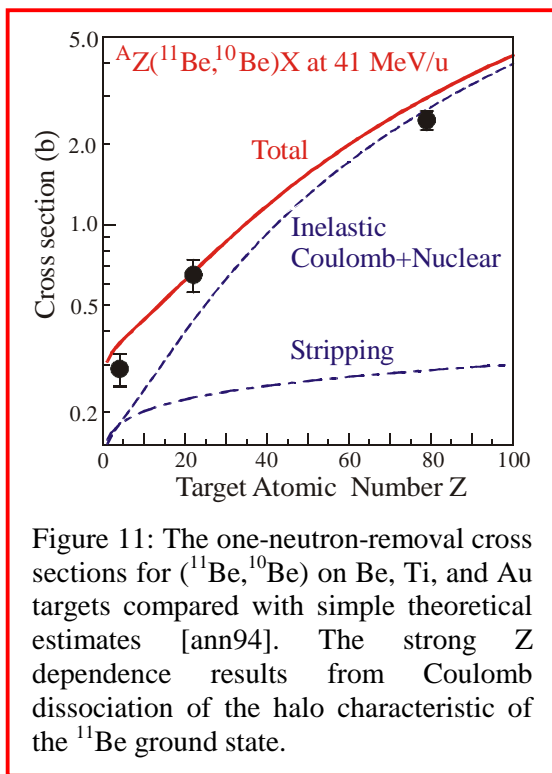 5.0
ᴬZ(¹¹Be,¹⁰Be)X at 41 MeV/u
2.0
Total
Cross section (b)
1.0
Inelastic
Coulomb+Nuclear
0.5
Stripping
0.2
0 20 40 60 80 100
Target Atomic Number Z
Figure 11: The one-neutron-removal cross
sections for (¹¹Be,¹⁰Be) on Be, Ti, and Au
targets compared with simple theoretical
estimates [ann94]. The strong Z
dependence results from Coulomb
dissociation of the halo characteristic of
the ¹¹Be ground state.